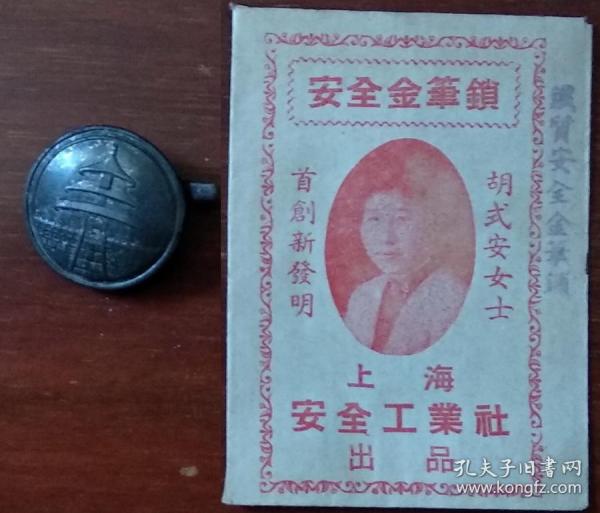 安全金筆鎖
胡式安女士
首創新發明
上海
安全工業社
出品
質安全金筆鎖
孔夫子旧书网
www.kongfz.com